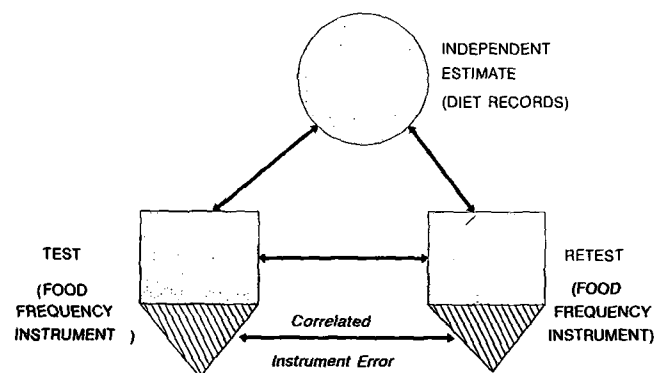 INDEPENDENT
ESTIMATE
(DIET RECORDS)
TEST
(FOOD
FREQUENCY
INSTRUMENT )
RETEST
(FOOD
FREQUENCY
INSTRUMENT)
Correlated
Instrument Error